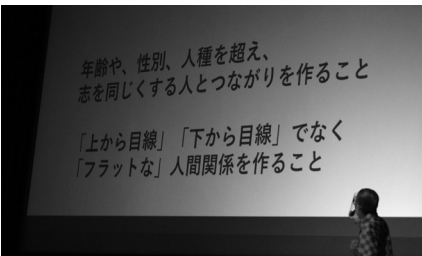 年齢や、性別、人種を超え、
志を同じくする人とつながりを作ること
「上から目線」「下から目線」でなく
「フラットな」人間関係を作ること